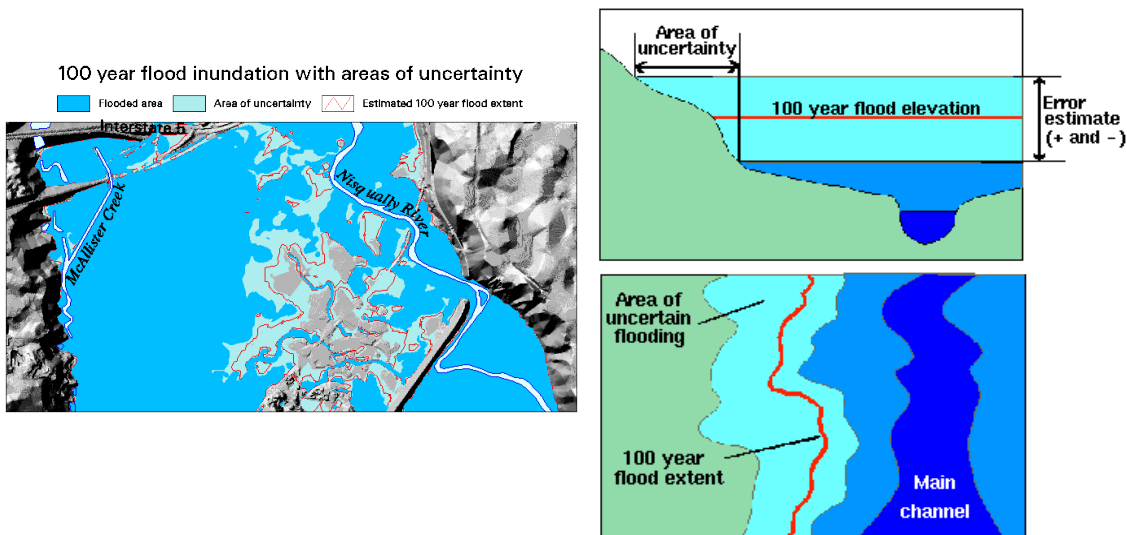 100 year flood inundation with areas of uncertainty
Flooded area
Area of uncertainty
Estimated 100 year flood extent
Interstate 5
McAllister Creek
Nisqually River
Area of
uncertainty
100 year flood elevation
Error
estimate
(+ and -)
Area of
uncertain
flooding
100 year
flood extent
Main
channel